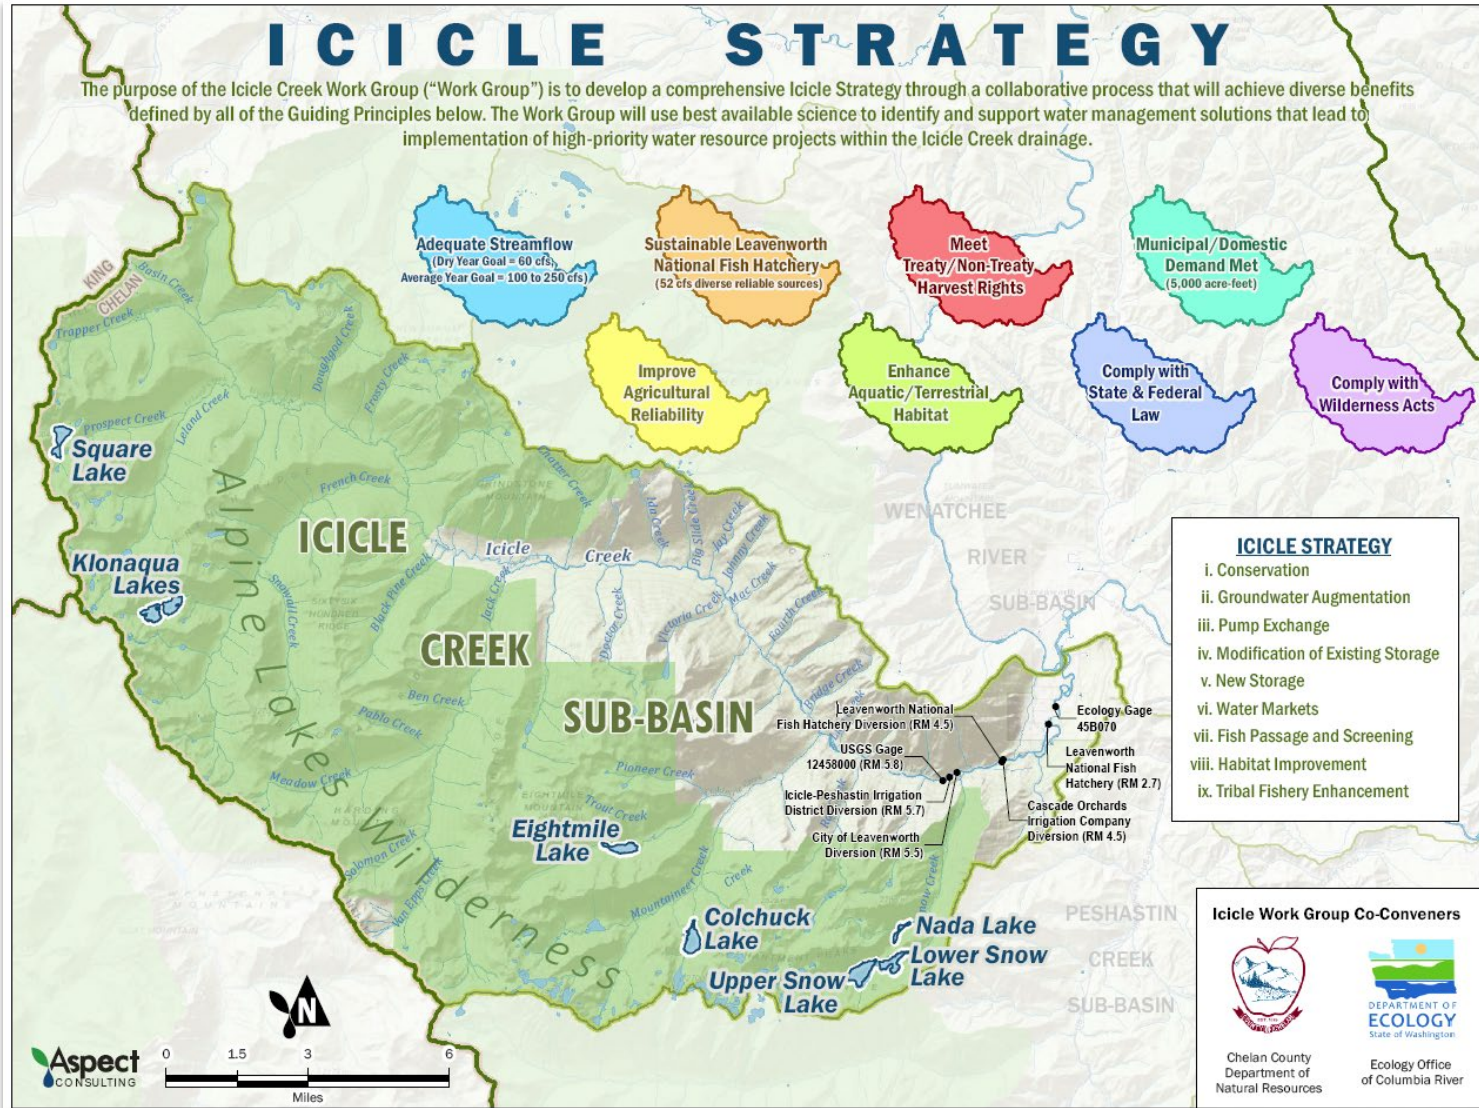 ICICLE STRATEGY
The purpose of the Icicle Creek Work Group (“Work Group”) is to develop a comprehensive Icicle Strategy through a collaborative process that will achieve diverse benefits
defined by all of the Guiding Principles below. The Work Group will use best available science to identify and support water management solutions that lead to
implementation of high-priority water resource projects within the Icicle Creek drainage.
Adequate Streamflow
(Dry Year Goal = 60 cfs)
Average Year Goal = 100 to 250 cfs)
Sustainable Leavenworth
National Fish Hatchery
(52 cfs diverse reliable sources)
Meet
Treaty/Non-Treaty
Harvest Rights
Municipal/Domestic
Demand Met
(5,000 acre-feet)
Improve
Agricultural
Reliability
Enhance
Aquatic/Terrestrial
Habitat
Comply with
State & Federal
Law
Comply with
Wilderness Acts
KING
CHELAN
Basin Creek
Trapper Creek
Doughgod Creek
Frosty Creek
Prospect Creek
Leland Creek
Square
Lake
French Creek
Chatter Creek
Ida Creek
Big Slide Creek
Jay Creek
Johnny Creek
ICICLE
Icicle
Creek
Klonaqua
Lakes
Snowall Creek
Black Pine Creek
Jack Creek
Doctor Creek
Victoria Creek
Mac Creek
Fourth Creek
SIXTYSIX
HUNDRED
RIDGE
CREEK
Ben Creek
Pablo Creek
SUB-BASIN
Bridge Creek
Meadow Creek
Pioneer Creek
EIGHTMILE
MOUNTAIN
Trout Creek
Eightmile
Lake
Solomon Creek
Van Epps Creek
Mountaineer Creek
Creek
Alpine Lakes Wilderness
Colchuck
Lake
Nada Lake
Lower Snow
Lake
Upper Snow
Lake
WENATCHEE
RIVER
SUB-BASIN
PESHASTIN
CREEK
SUB-BASIN
Leavenworth National
Fish Hatchery Diversion (RM 4.5)
USGS Gage
12458000 (RM 5.8)
Icicle-Peshastin Irrigation
District Diversion (RM 5.7)
City of Leavenworth
Diversion (RM 5.5)
Ecology Gage
45B070
Leavenworth
National Fish
Hatchery (RM 2.7)
Cascade Orchards
Irrigation Company
Diversion (RM 4.5)
ICICLE STRATEGY
i. Conservation
ii. Groundwater Augmentation
iii. Pump Exchange
iv. Modification of Existing Storage
v. New Storage
vi. Water Markets
vii. Fish Passage and Screening
viii. Habitat Improvement
ix. Tribal Fishery Enhancement
Icicle Work Group Co-Conveners
DEPARTMENT OF
ECOLOGY
State of Washington
Chelan County
Department of
Natural Resources
Ecology Office
of Columbia River
N
Aspect
CONSULTING
0 1.5 3 6
Miles